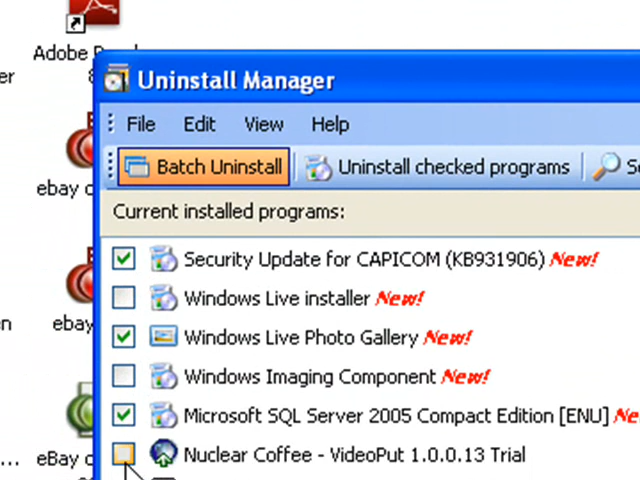 Adobe
Uninstall Manager
er
File Edit View Help
Batch Uninstall Uninstall checked programs
ebay
Current installed programs:
Security Update for CAPICOM (KB931906) New!
Windows Live installer New!
ebay
Windows Live Photo Gallery New!
Windows Imaging Component New!
Microsoft SQL Server 2005 Compact Edition [ENU]
... eBay
Nuclear Coffee - VideoPut 1.0.0.13 Trial